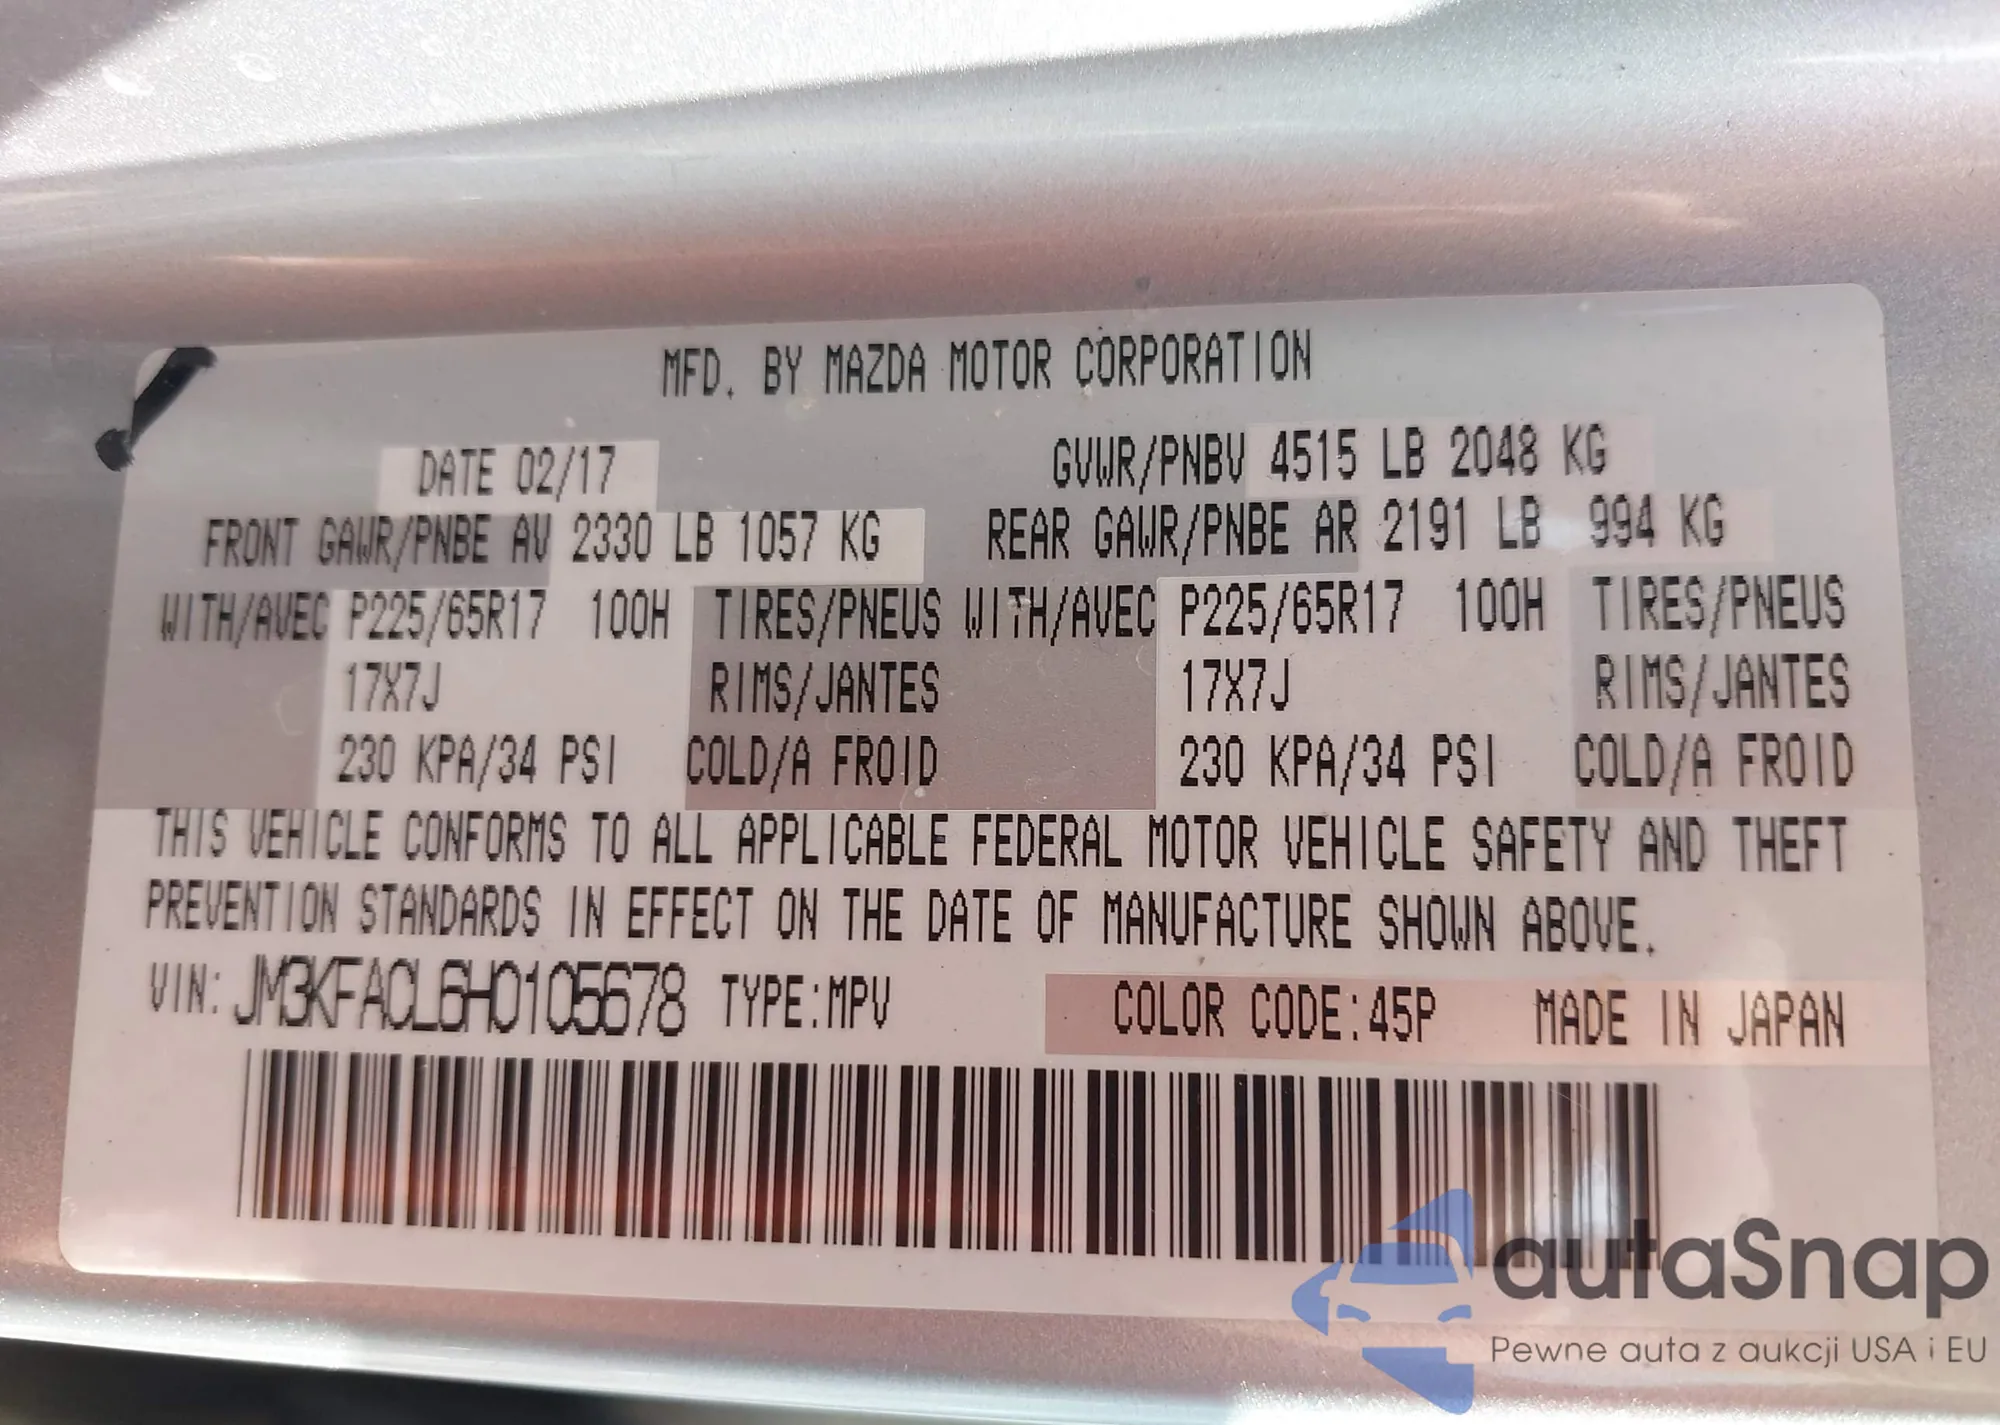 MFD. BY MAZDA MOTOR CORPORATION
DATE 02/17 GVWR/PNBV 4515 LB 2048 KG
FRONT GAWR/PNBE AV 2330 LB 1057 KG REAR GAWR/PNBE AR 2191 LB 994 KG
WITH/AVEC P225/65R17 100H TIRES/PNEUS WITH/AVEC P225/65R17 100H TIRES/PNEUS
17X7J RIMS/JANTES 17X7J RIMS/JANTES
230 KPA/34 PSI COLD/A FROID 230 KPA/34 PSI COLD/A FROID
THIS VEHICLE CONFORMS TO ALL APPLICABLE FEDERAL MOTOR VEHICLE SAFETY AND THEFT
PREVENTION STANDARDS IN EFFECT ON THE DATE OF MANUFACTURE SHOWN ABOVE.
VIN: JM3KFACL6H0105678 TYPE:MPV COLOR CODE:45P MADE IN JAPAN
autaSnap
Pewne auta z aukcji USA i EU